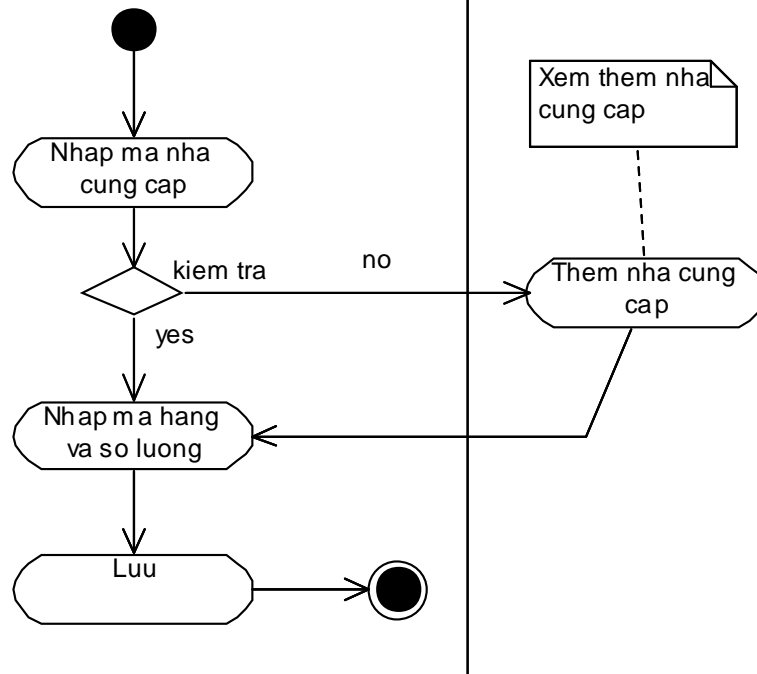 Xem them nha
cung cap
Nhap ma nha
cung cap
kiem tra
no
Them nha cung
cap
yes
Nhap ma hang
va so luong
Luu